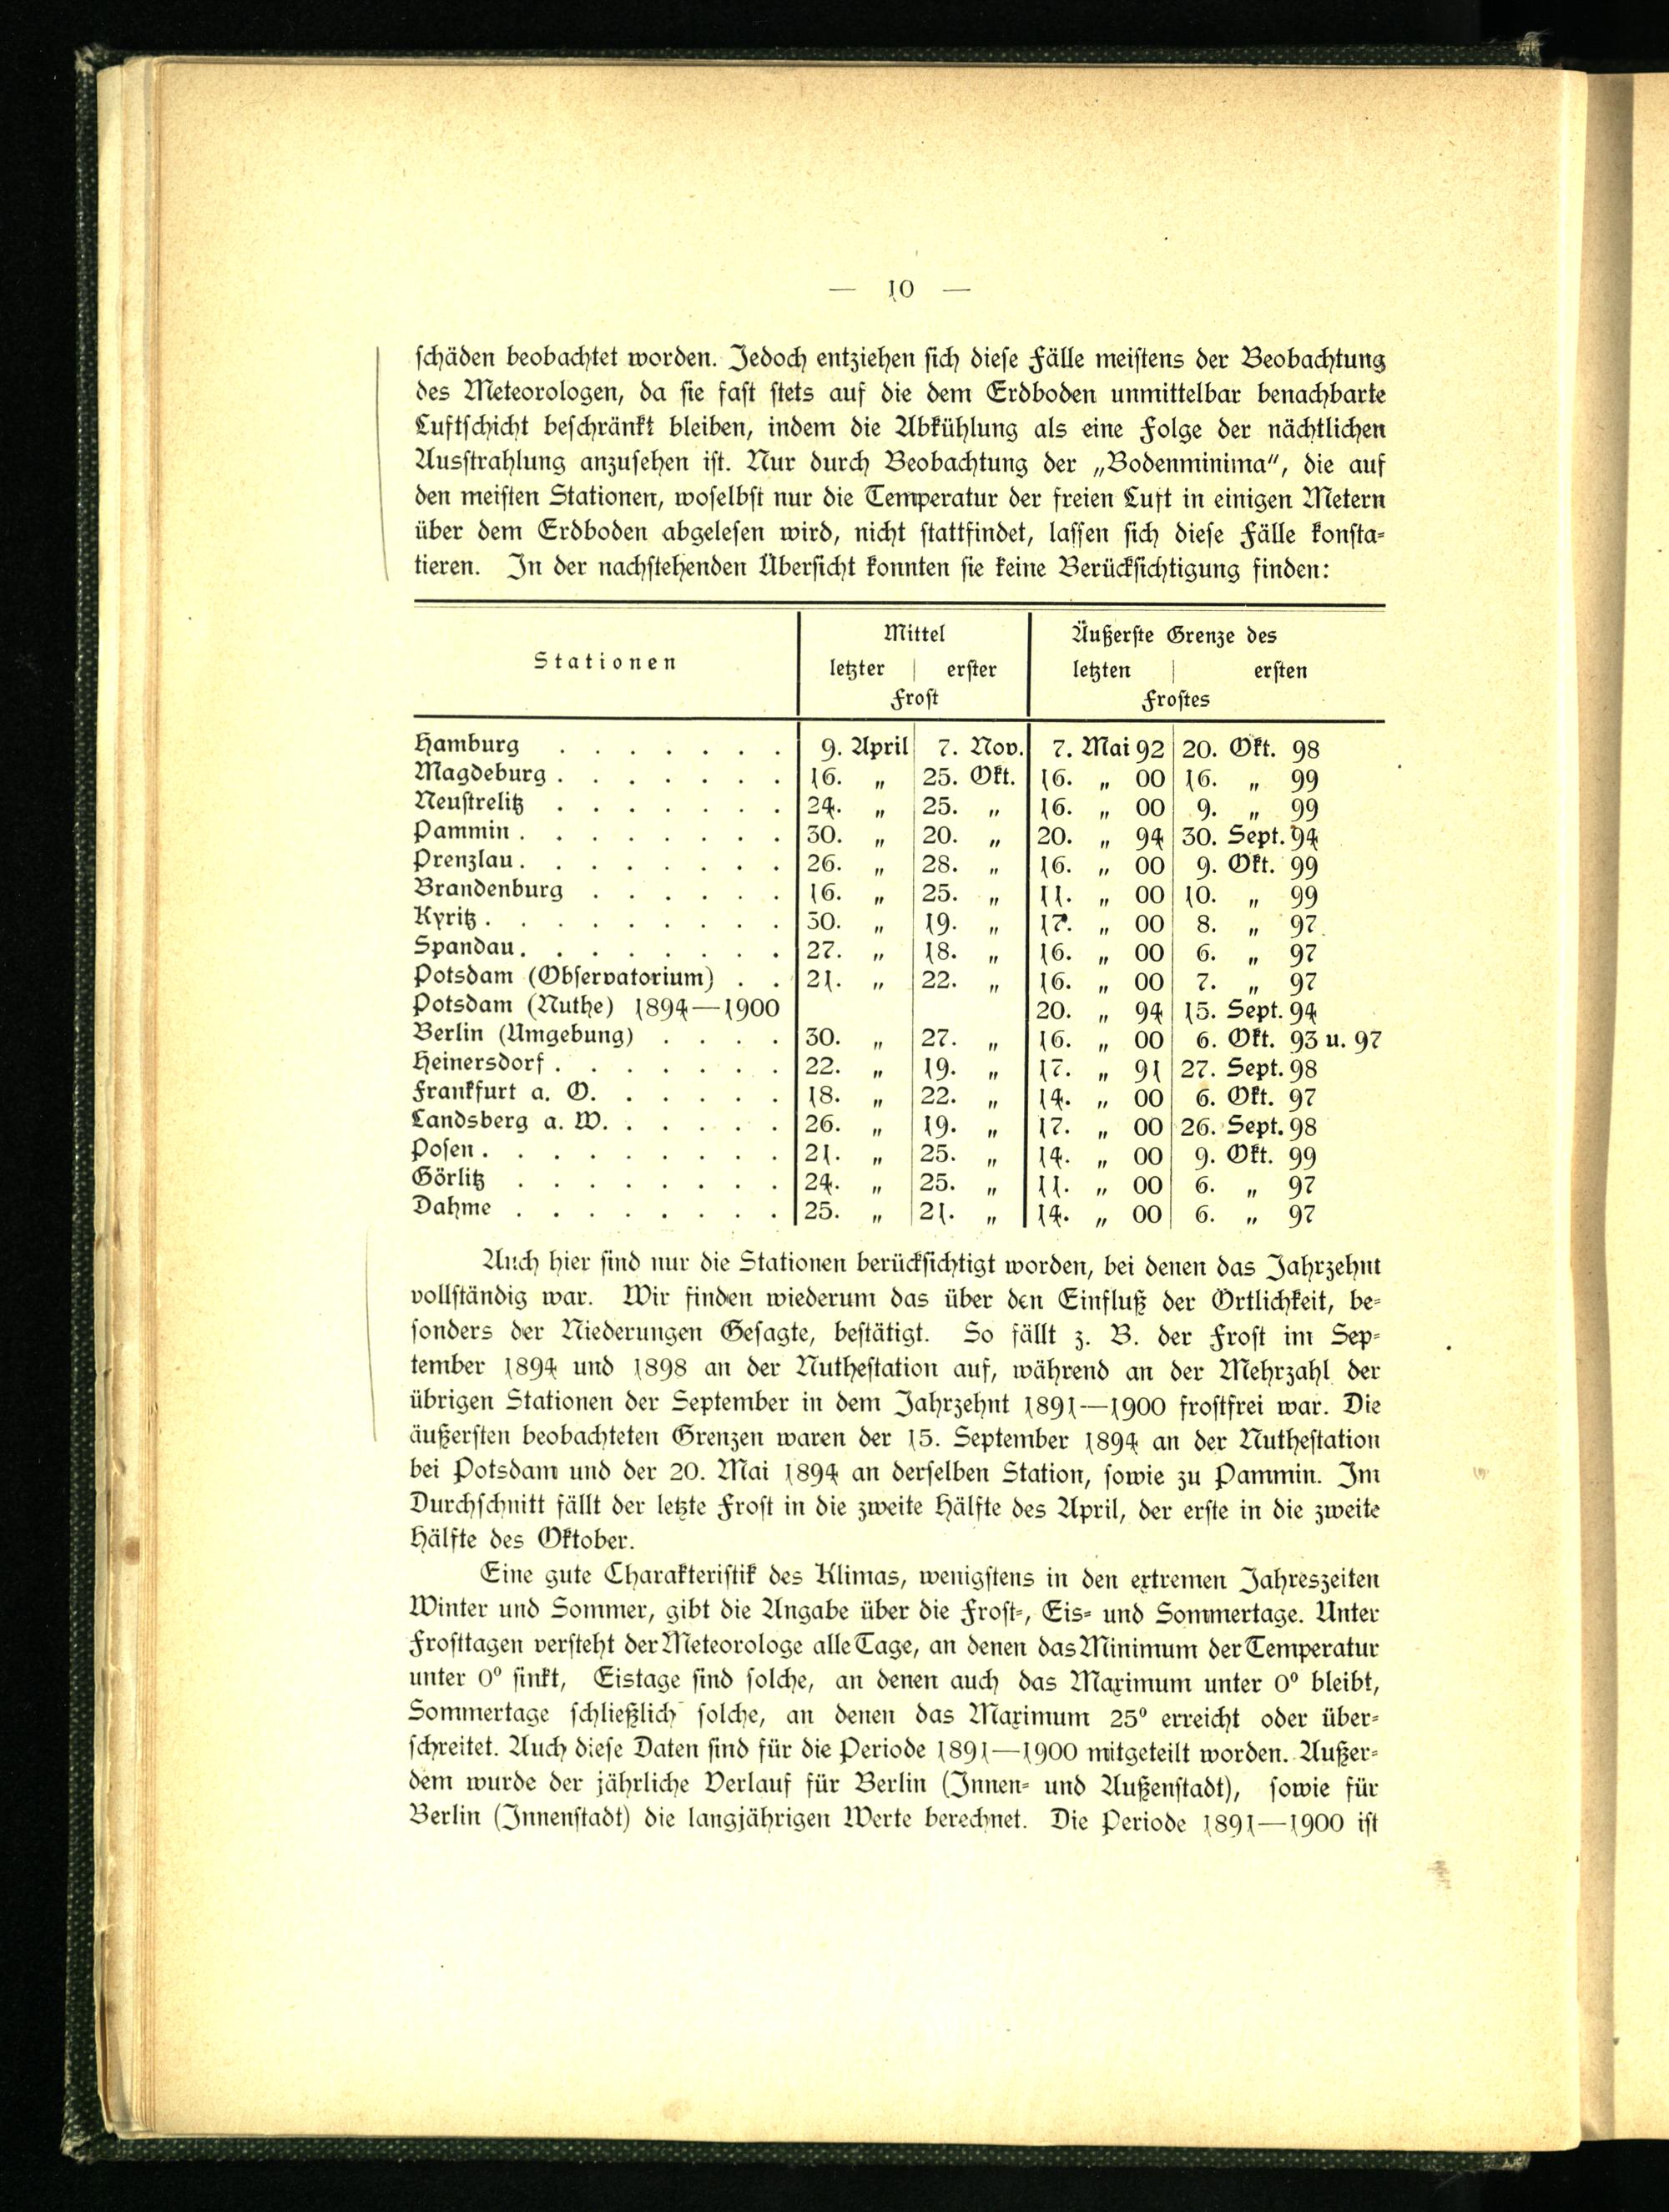 — 10 —
schäden beobachtet worden. Jedoch entziehen sich diese Fälle meistens der Beobachtung
des Meteorologen, da sie fast stets auf die dem Erdboden unmittelbar benachbarte
Luftschicht beschränkt bleiben, indem die Abkühlung als eine Folge der nächtlichen
Ausstrahlung anzusehen ist. Nur durch Beobachtung der „Bodenminima“, die auf
den meisten Stationen, woselbst nur die Temperatur der freien Luft in einigen Metern
über dem Erdboden abgelesen wird, nicht stattfindet, lassen sich diese Fälle konsta-
tieren. In der nachstehenden Übersicht konnten sie keine Berücksichtigung finden:
Mittel Äußerste Grenze des
Stationen letzter | erster letzten | ersten
Frost Frostes
Hamburg . . . . . . . 9. April 7. Nov. 7. Mai 92 20. Okt. 98
Magdeburg . . . . . . . 16. „ 25. Okt. 16. „ 00 16. „ 99
Neustrelitz . . . . . . . 24. „ 25. „ 16. „ 00 9. „ 99
Pammin . . . . . . . . 30. „ 20. „ 20. „ 94 30. Sept. 94
Prenzlau . . . . . . . . 26. „ 28. „ 16. „ 00 9. Okt. 99
Brandenburg . . . . . . 16. „ 25. „ 11. „ 00 10. „ 99
Kyritz . . . . . . . . . 30. „ 19. „ 17. „ 00 8. „ 97
Spandau . . . . . . . . 27. „ 18. „ 16. „ 00 6. „ 97
Potsdam (Observatorium) . . 21. „ 22. „ 16. „ 00 7. „ 97
Potsdam (Nuthe) 1894—1900 20. „ 94 15. Sept. 94
Berlin (Umgebung) . . . . 30. „ 27. „ 16. „ 00 6. Okt. 93 u. 97
Heinersdorf . . . . . . . 22. „ 19. „ 17. „ 91 27. Sept. 98
Frankfurt a. O. . . . . . 18. „ 22. „ 14. „ 00 6. Okt. 97
Landsberg a. W. . . . . . 26. „ 19. „ 17. „ 00 26. Sept. 98
Posen . . . . . . . . . 21. „ 25. „ 14. „ 00 9. Okt. 99
Görlitz . . . . . . . . 24. „ 25. „ 11. „ 00 6. „ 97
Dahme . . . . . . . . 25. „ 21. „ 14. „ 00 6. „ 97
Auch hier sind nur die Stationen berücksichtigt worden, bei denen das Jahrzehnt
vollständig war. Wir finden wiederum das über den Einfluß der Örtlichkeit, be-
sonders der Niederungen Gesagte, bestätigt. So fällt z. B. der Frost im Sep-
tember 1894 und 1898 an der Nuthestation auf, während an der Mehrzahl der
übrigen Stationen der September in dem Jahrzehnt 1891—1900 frostfrei war. Die
äußersten beobachteten Grenzen waren der 15. September 1894 an der Nuthestation
bei Potsdam und der 20. Mai 1894 an derselben Station, sowie zu Pammin. Im
Durchschnitt fällt der letzte Frost in die zweite Hälfte des April, der erste in die zweite
Hälfte des Oktober.
Eine gute Charakteristik des Klimas, wenigstens in den extremen Jahreszeiten
Winter und Sommer, gibt die Angabe über die Frost-, Eis- und Sommertage. Unter
Frosttagen versteht der Meteorologe alle Tage, an denen das Minimum der Temperatur
unter 0° sinkt, Eistage sind solche, an denen auch das Maximum unter 0° bleibt,
Sommertage schließlich solche, an denen das Maximum 25° erreicht oder über-
schreitet. Auch diese Daten sind für die Periode 1891—1900 mitgeteilt worden. Außer-
dem wurde der jährliche Verlauf für Berlin (Innen- und Außenstadt), sowie für
Berlin (Innenstadt) die langjährigen Werte berechnet. Die Periode 1891—1900 ist